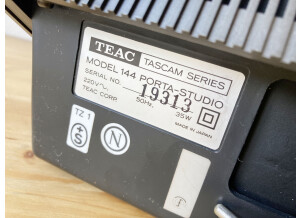 TEAC TASCAM SERIES
MODEL 144 PORTA-STUDIO
SERIAL NO. 19313
220V~, 50Hz, 35W
TEAC CORP. MADE IN JAPAN
TZ 1
+S
N